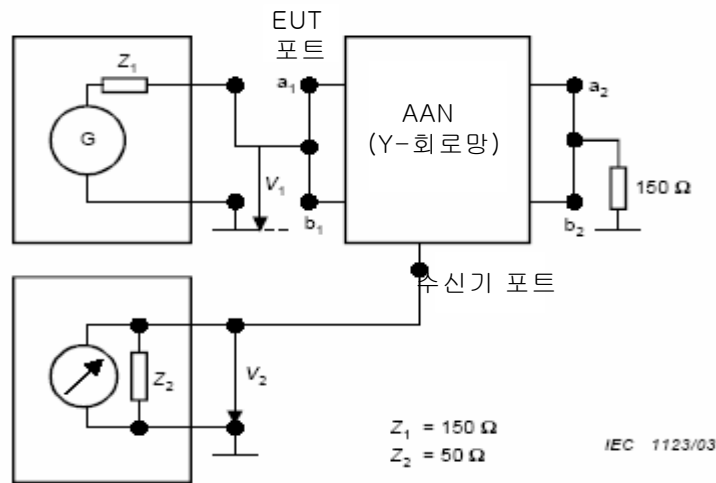 EUT
포트
Z1
a1
a2
AAN
(Y-회로망)
G
V1
150 Ω
b1
b2
수신기 포트
Z2
V2
Z1 = 150 Ω
Z2 = 50 Ω
IEC 1123/03